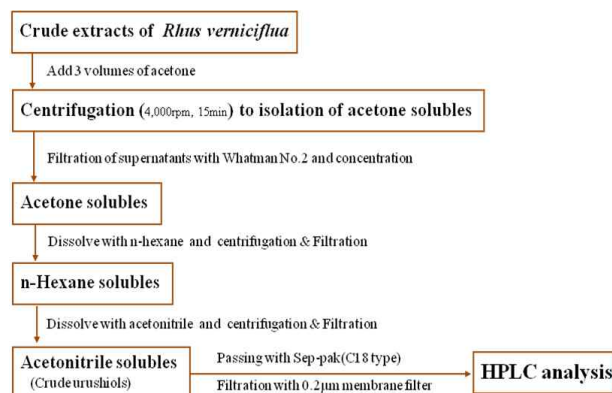 Crude extracts of Rhus verniciflua
Add 3 volumes of acetone
Centrifugation (4,000rpm, 15min) to isolation of acetone solubles
Filtration of supernatants with Whatman No.2 and concentration
Acetone solubles
Dissolve with n-hexane and centrifugation & Filtration
n-Hexane solubles
Dissolve with acetonitrile and centrifugation & Filtration
Acetonitrile solubles
(Crude urushiols)
Passing with Sep-pak(C18 type)
Filtration with 0.2μm membrane filter
HPLC analysis